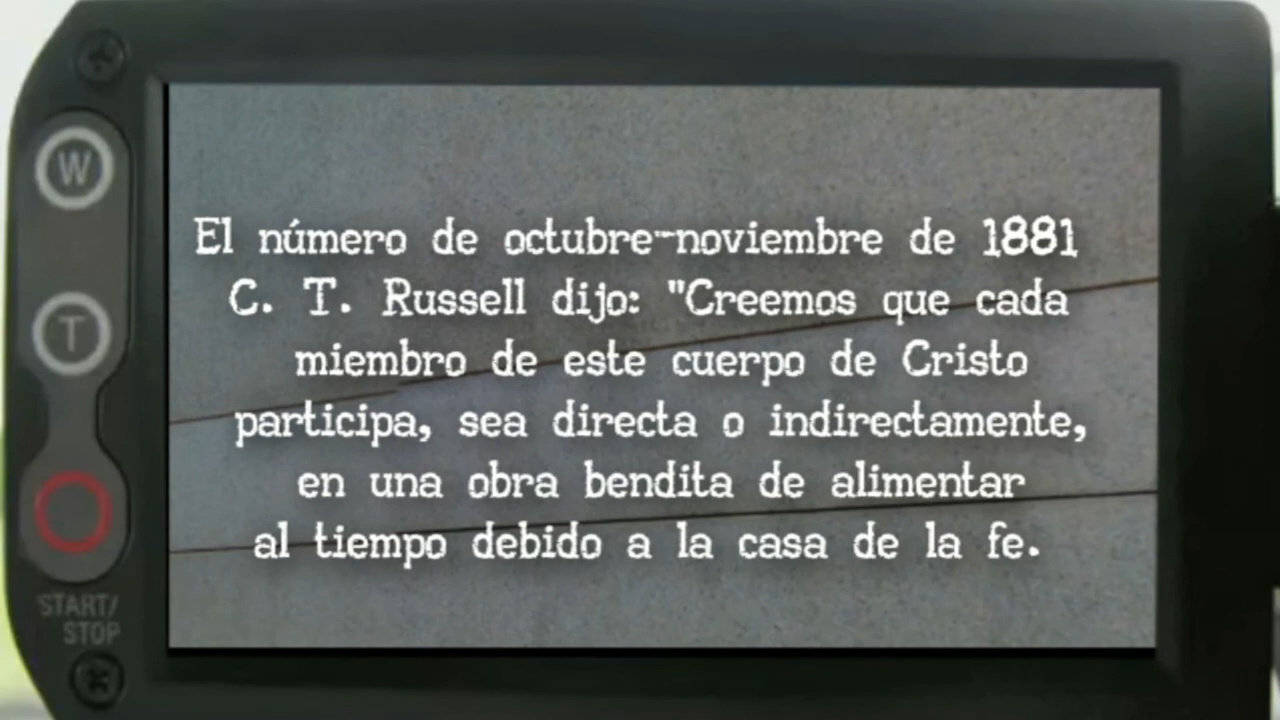 El número de octubre-noviembre de 1881
C. T. Russell dijo: "Creemos que cada
miembro de este cuerpo de Cristo
participa, sea directa o indirectamente,
en una obra bendita de alimentar
al tiempo debido a la casa de la fe.
W
T
START/
STOP